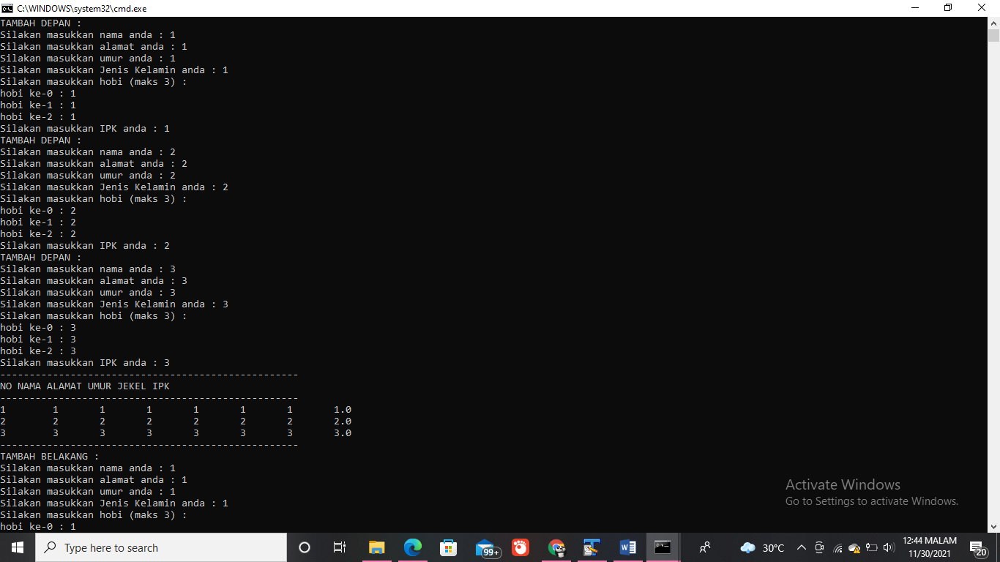 C:\WINDOWS\system32\cmd.exe
TAMBAH DEPAN :
Silakan masukkan nama anda : 1
Silakan masukkan alamat anda : 1
Silakan masukkan umur anda : 1
Silakan masukkan Jenis Kelamin anda : 1
Silakan masukkan hobi (maks 3) :
hobi ke-0 : 1
hobi ke-1 : 1
hobi ke-2 : 1
Silakan masukkan IPK anda : 1
TAMBAH DEPAN :
Silakan masukkan nama anda : 2
Silakan masukkan alamat anda : 2
Silakan masukkan umur anda : 2
Silakan masukkan Jenis Kelamin anda : 2
Silakan masukkan hobi (maks 3) :
hobi ke-0 : 2
hobi ke-1 : 2
hobi ke-2 : 2
Silakan masukkan IPK anda : 2
TAMBAH DEPAN :
Silakan masukkan nama anda : 3
Silakan masukkan alamat anda : 3
Silakan masukkan umur anda : 3
Silakan masukkan Jenis Kelamin anda : 3
Silakan masukkan hobi (maks 3) :
hobi ke-0 : 3
hobi ke-1 : 3
hobi ke-2 : 3
Silakan masukkan IPK anda : 3
---------------------------------------------------
NO NAMA ALAMAT UMUR JEKEL IPK
---------------------------------------------------
1 1 1 1 1 1 1 1.0
2 2 2 2 2 2 2 2.0
3 3 3 3 3 3 3 3.0
---------------------------------------------------
TAMBAH BELAKANG :
Silakan masukkan nama anda : 1
Silakan masukkan alamat anda : 1
Silakan masukkan umur anda : 1
Silakan masukkan Jenis Kelamin anda : 1
Silakan masukkan hobi (maks 3) :
hobi ke-0 : 1
Activate Windows
Go to Settings to activate Windows.
Type here to search
99+
30°C
12:44 MALAM
11/30/2021
20